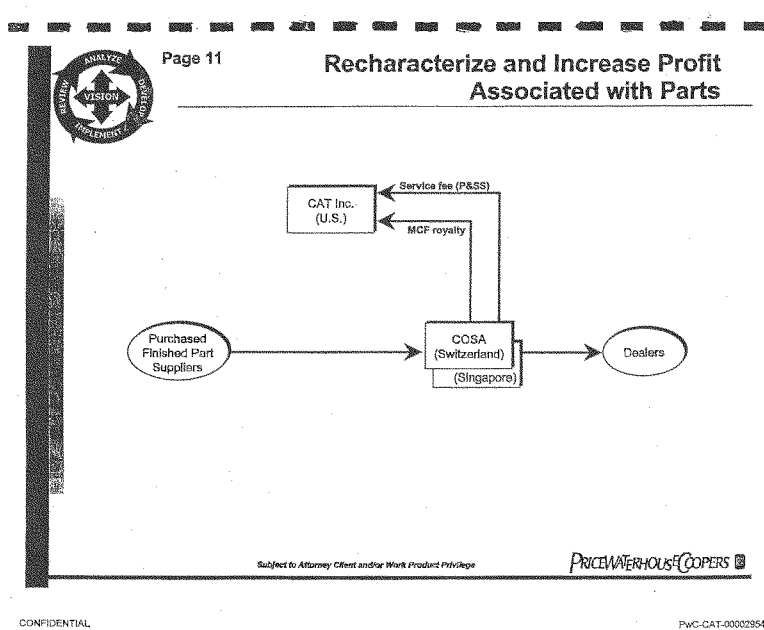 Page 11
Recharacterize and Increase Profit
Associated with Parts
ANALYZE
DEVELOP
IMPLEMENT
REVIEW
VISION
Service fee (P&SS)
CAT Inc.
(U.S.)
MCF royalty
Purchased
Finished Part
Suppliers
COSA
(Switzerland)
(Singapore)
Dealers
Subject to Attorney Client and/or Work Product Privilege
PRICEWATERHOUSECOOPERS
CONFIDENTIAL
PwC-CAT-00002954